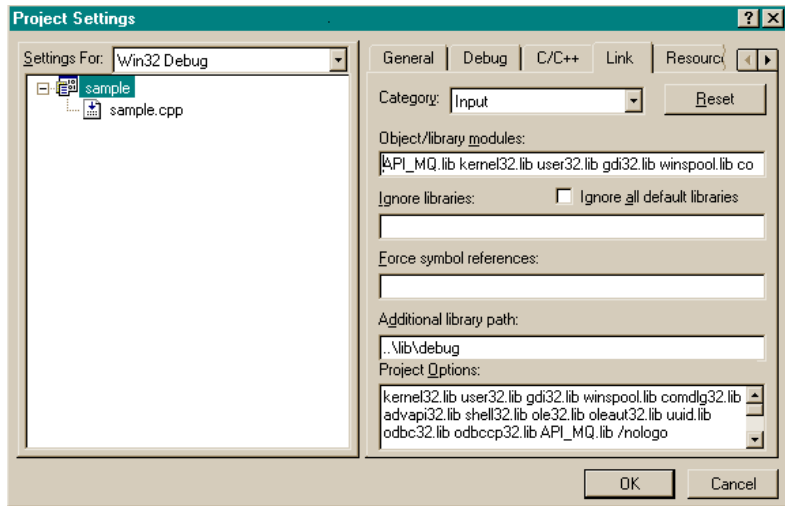 Project Settings
Settings For: Win32 Debug
sample
sample.cpp
General Debug C/C++ Link Resourc
Category: Input Reset
Object/library modules:
API_MQ.lib kernel32.lib user32.lib gdi32.lib winspool.lib co
Ignore libraries: Ignore all default libraries
Force symbol references:
Additional library path:
..\lib\debug
Project Options:
kernel32.lib user32.lib gdi32.lib winspool.lib comdlg32.lib
advapi32.lib shell32.lib ole32.lib oleaut32.lib uuid.lib
odbc32.lib odbccp32.lib API_MQ.lib /nologo
OK Cancel